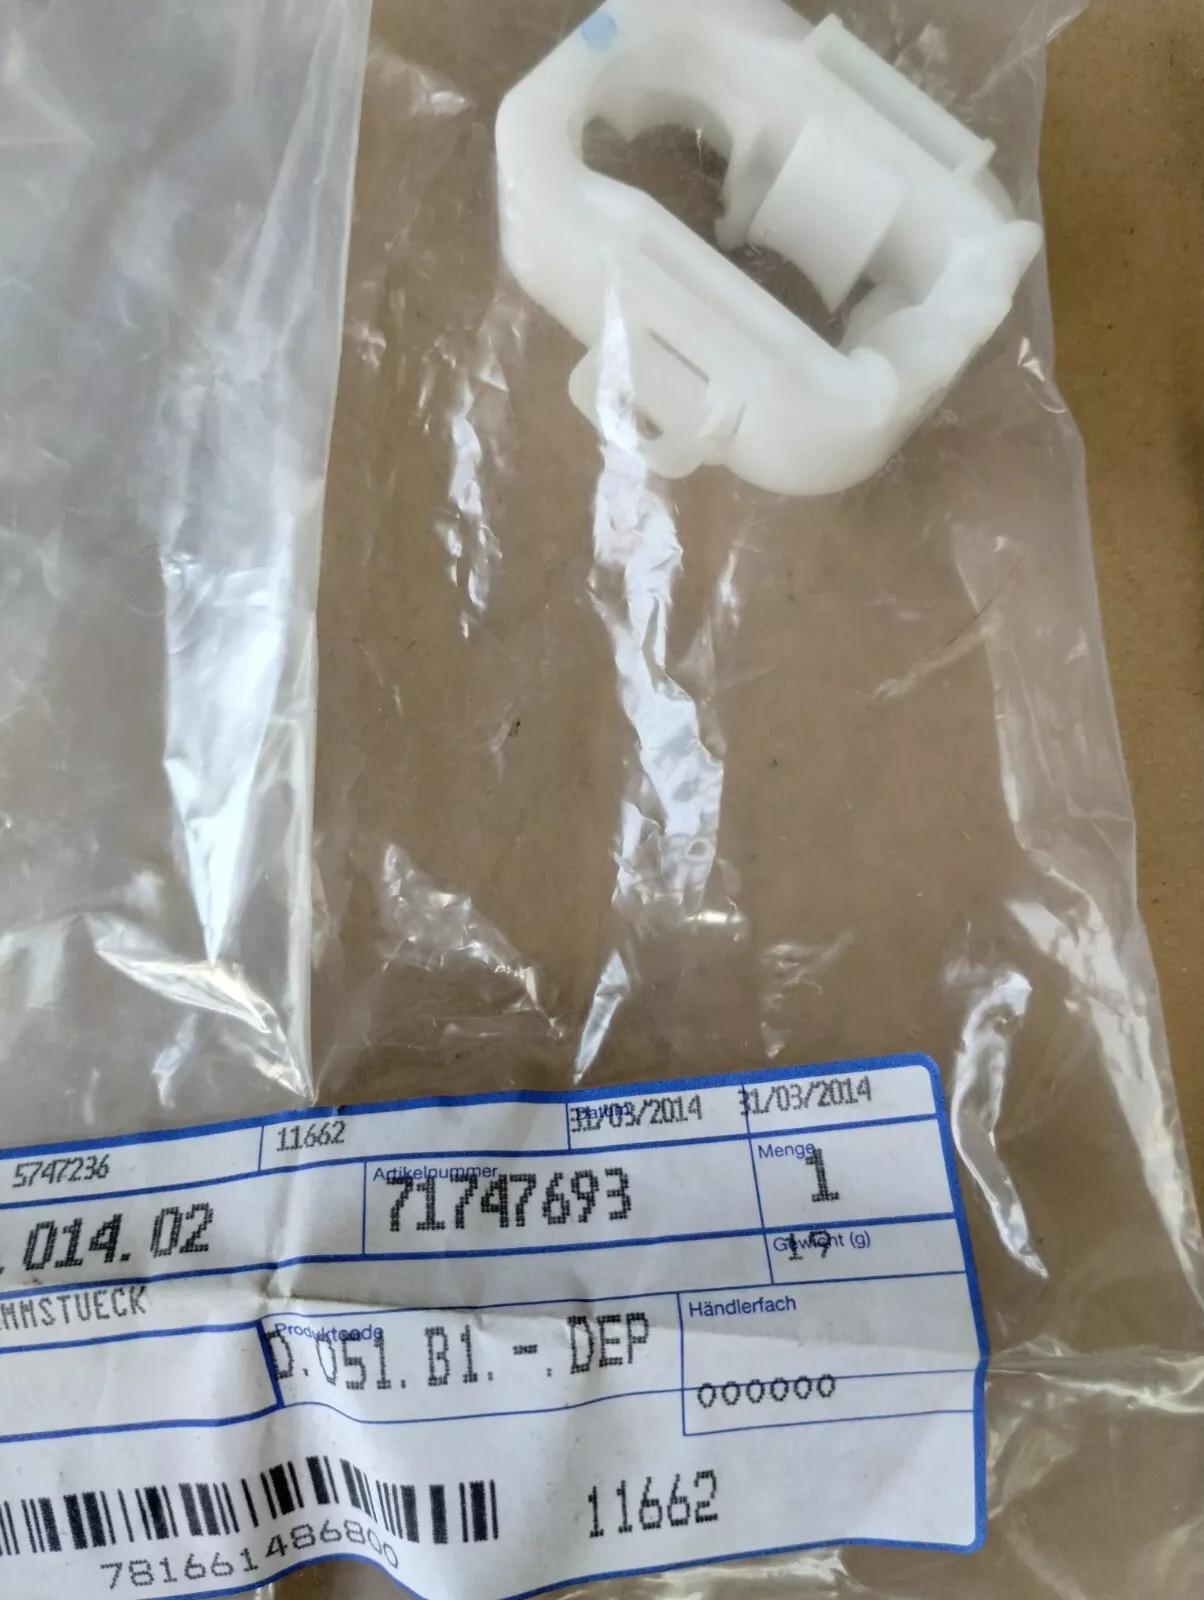 5747236 11662 Datum 31/03/2014 31/03/2014
. 014. 02 Artikelnummer 71747693 Menge 1
Gewicht (g) 19
MMSTUECK
Produktcode D.051. B1. -. DEP Händlerfach
000000
11662
781661486800